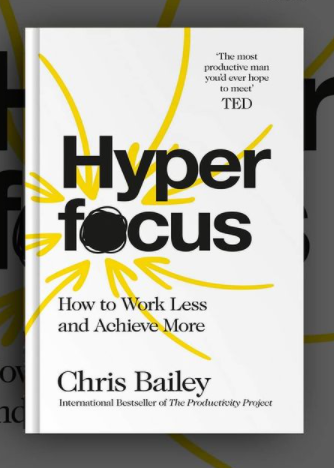 'The most
productive man
you'd ever hope
to meet'
TED
Hyper
focus
How to Work Less
and Achieve More
Chris Bailey
International Bestseller of The Productivity Project